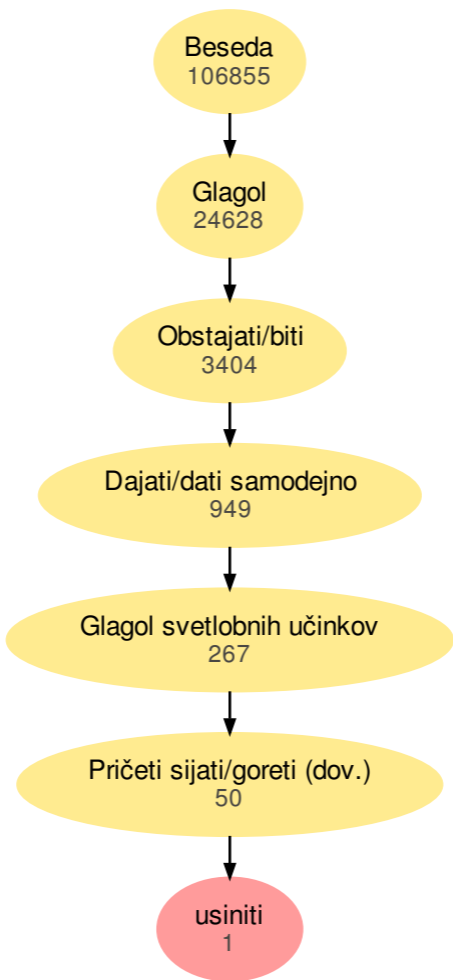 Beseda
106855
Glagol
24628
Obstajati/biti
3404
Dajati/dati samodejno
949
Glagol svetlobnih učinkov
267
Pričeti sijati/goreti (dov.)
50
usiniti
1